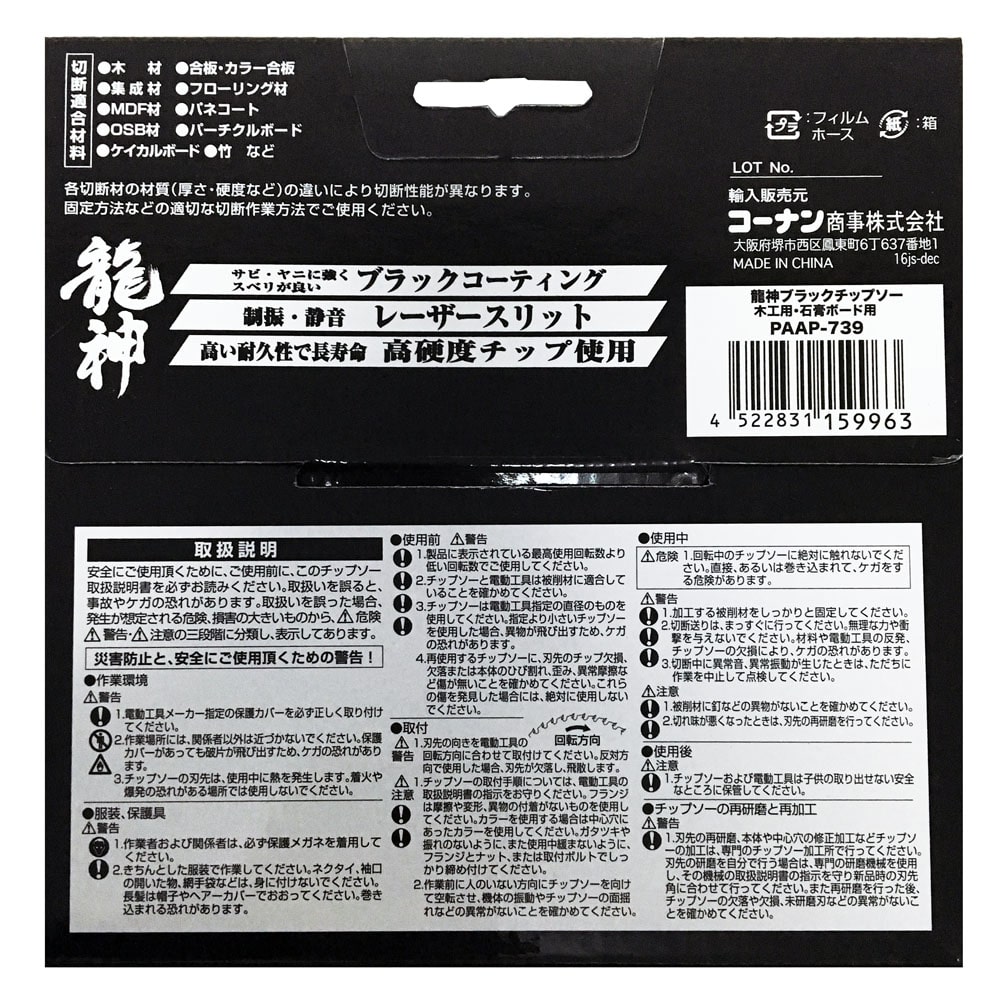 切断適合材料
●木 材 ●合板・カラー合板
●集成材 ●フローリング材
●MDF材 ●パネコート
●OSB材 ●パーチクルボード
●ケイカルボード ●竹 など
各切断材の材質(厚さ・硬度など)の違いにより切断性能が異なります。
固定方法などの適切な切断作業方法でご使用ください。
プラ :フィルム
ホース
紙 :箱
LOT No.
輸入販売元
コーナン商事株式会社
大阪府堺市西区鳳東町6丁637番地1
MADE IN CHINA 16js-dec
龍神
サビ・ヤニに強く
スベリが良い ブラックコーティング
制振・静音 レーザースリット
高い耐久性で長寿命 高硬度チップ使用
龍神ブラックチップソー
木工用・石膏ボード用
PAAP-739
4 522831 159963
取扱説明
安全にご使用頂くために、ご使用前に、このチップソー
取扱説明書を必ずお読みください。取扱いを誤ると、
事故やケガの恐れがあります。取扱いを誤った場合、
発生が想定される危険、損害の大きいものから、⚠危険
⚠警告・⚠注意の三段階に分類し、表示してあります。
災害防止と、安全にご使用頂くための警告!
●作業環境
⚠警告
1.電動工具メーカー指定の保護カバーを必ず正しく取り付け
てください。
2.作業場所には、関係者以外は近づかないでください。保護
カバーがあっても破片が飛び出すため、ケガの恐れがありま
す。
3.チップソーの刃先は、使用中に熱を発生します。着火や
爆発の恐れがある場所では使用しないでください。
●服装、保護具
⚠警告
1.作業者および関係者は、必ず保護メガネを着用して
ください。
2.きちんとした服装で作業してください。ネクタイ、袖口
の開いた物、網手袋などは、身に付けないでください。
長髪は帽子やヘアーカバーでおおってください。巻き
込まれる恐れがあります。
●使用前 ⚠警告
1.製品に表示されている最高使用回転数より
低い回転数でご使用してください。
2.チップソーと電動工具は被削材に適合して
いることを確かめてください。
3.チップソーは電動工具指定の直径のものを
使用してください。指定より小さいチップソー
を使用した場合、異物が飛び出すため、ケガ
の恐れがあります。
4.再使用するチップソーに、刃先のチップ欠損、
欠落または本体のひび割れ、歪み、異常摩擦な
ど傷が無いことを確かめてください。これら
の傷を発見した場合には、絶対に使用しない
でください。
●取付
回転方向
⚠警告 1.刃先の向きを電動工具の
回転方向に合わせて取付けてください。反対方
向で使用した場合、刃先が欠落し、飛散します。
⚠注意 1.チップソーの取付手順については、電動工具の
取扱説明書の指示をお守りください。フランジ
は摩擦や変形、異物の付着がないものを使用し
てください。カラーを使用する場合は中心穴に
あったカラーを使用してください。ガタツキや
振れのないように、また使用中緩まないように、
フランジとナット、または取付ボルトでしっ
かり締め付けてください。
2.作業前に人のいない方向にチップソーを向け
て空転させ、機体の振動やチップソーの面揺
れなどの異常がないことを確かめてください。
●使用中
⚠危険 1.回転中のチップソーに絶対に触れないでくだ
さい。直接、あるいは巻き込まれて、ケガをす
る危険があります。
⚠警告
1.加工する被削材をしっかりと固定してください。
2.切断送りは、まっすぐに行ってください。無理な力や衝
撃を与えないでください。材料や電動工具の反発、
チップソーの欠損により、ケガの恐れがあります。
3.切断中に異常音、異常振動が生じたときは、ただちに
作業を中止して点検してください。
⚠注意
1.被削材に釘などの異物がないことを確かめてください。
2.切れ味が悪くなったときは、刃先の再研磨を行ってください。
●使用後
⚠注意
1.チップソーおよび電動工具は子供の取り出せない安全
なところに保管してください。
●チップソーの再研磨と再加工
⚠警告
1.刃先の再研磨、本体や中心穴の修正加工などチップソ
ーの加工は、専門のチップソー加工所で行ってください。
刃先の研磨を自分で行う場合は、専門の研磨機械を使用
し、その機械の取扱説明書の指示を守り新品時の刃先
角に合わせて行ってください。また再研磨を行った後、
チップソーの欠落や欠損、未研磨刃などの異常がないこ
とを確かめてください。